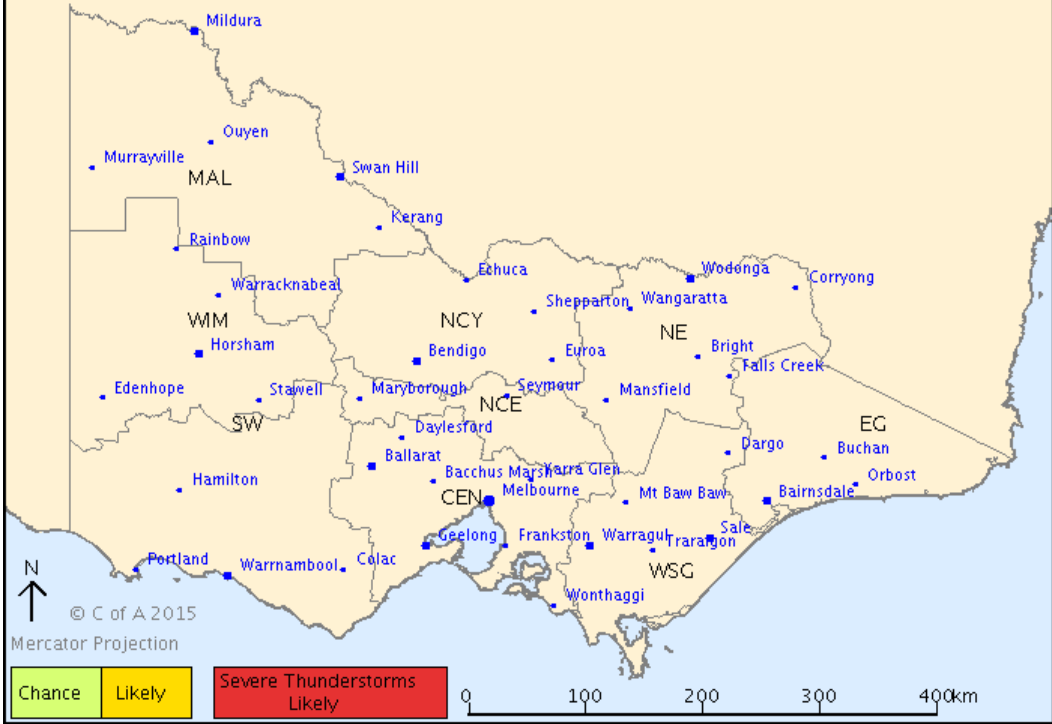 Mildura
Ouyen
Murrayville
Swan Hill
MAL
Kerang
Rainbow
Echuca
Wodonga
Corryong
Warracknabeal
Shepparton
Wangaratta
WIM
NCY
NE
Horsham
Bendigo
Euroa
Bright
Falls Creek
Edenhope
Stawell
Maryborough
Seymour
Mansfield
NCE
SW
EG
Daylesford
Dargo
Buchan
Ballarat
Bacchus Marsh
Yarra Glen
Hamilton
CEN
Melbourne
Mt Baw Baw
Bairnsdale
Orbost
Geelong
Frankston
Warragul
Sale
Traralgon
Portland
Warrnambool
Colac
WSG
N
Wonthaggi
© C of A 2015
Mercator Projection
Chance
Likely
Severe Thunderstorms
Likely
0
100
200
300
400km